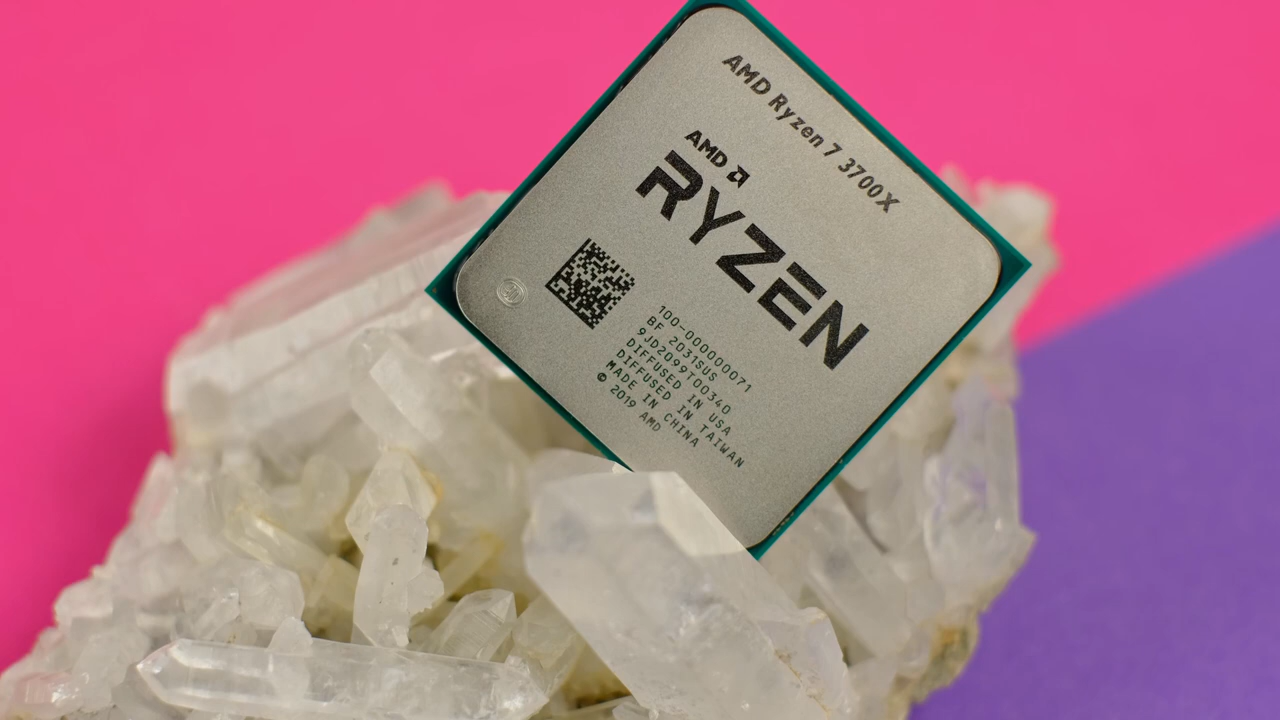 AMD Ryzen 7 3700X
AMD
RYZEN
100-000000071
BF 2031SUS
9JD2099T00340
DIFFUSED IN USA
DIFFUSED IN TAIWAN
MADE IN CHINA
© 2019 AMD